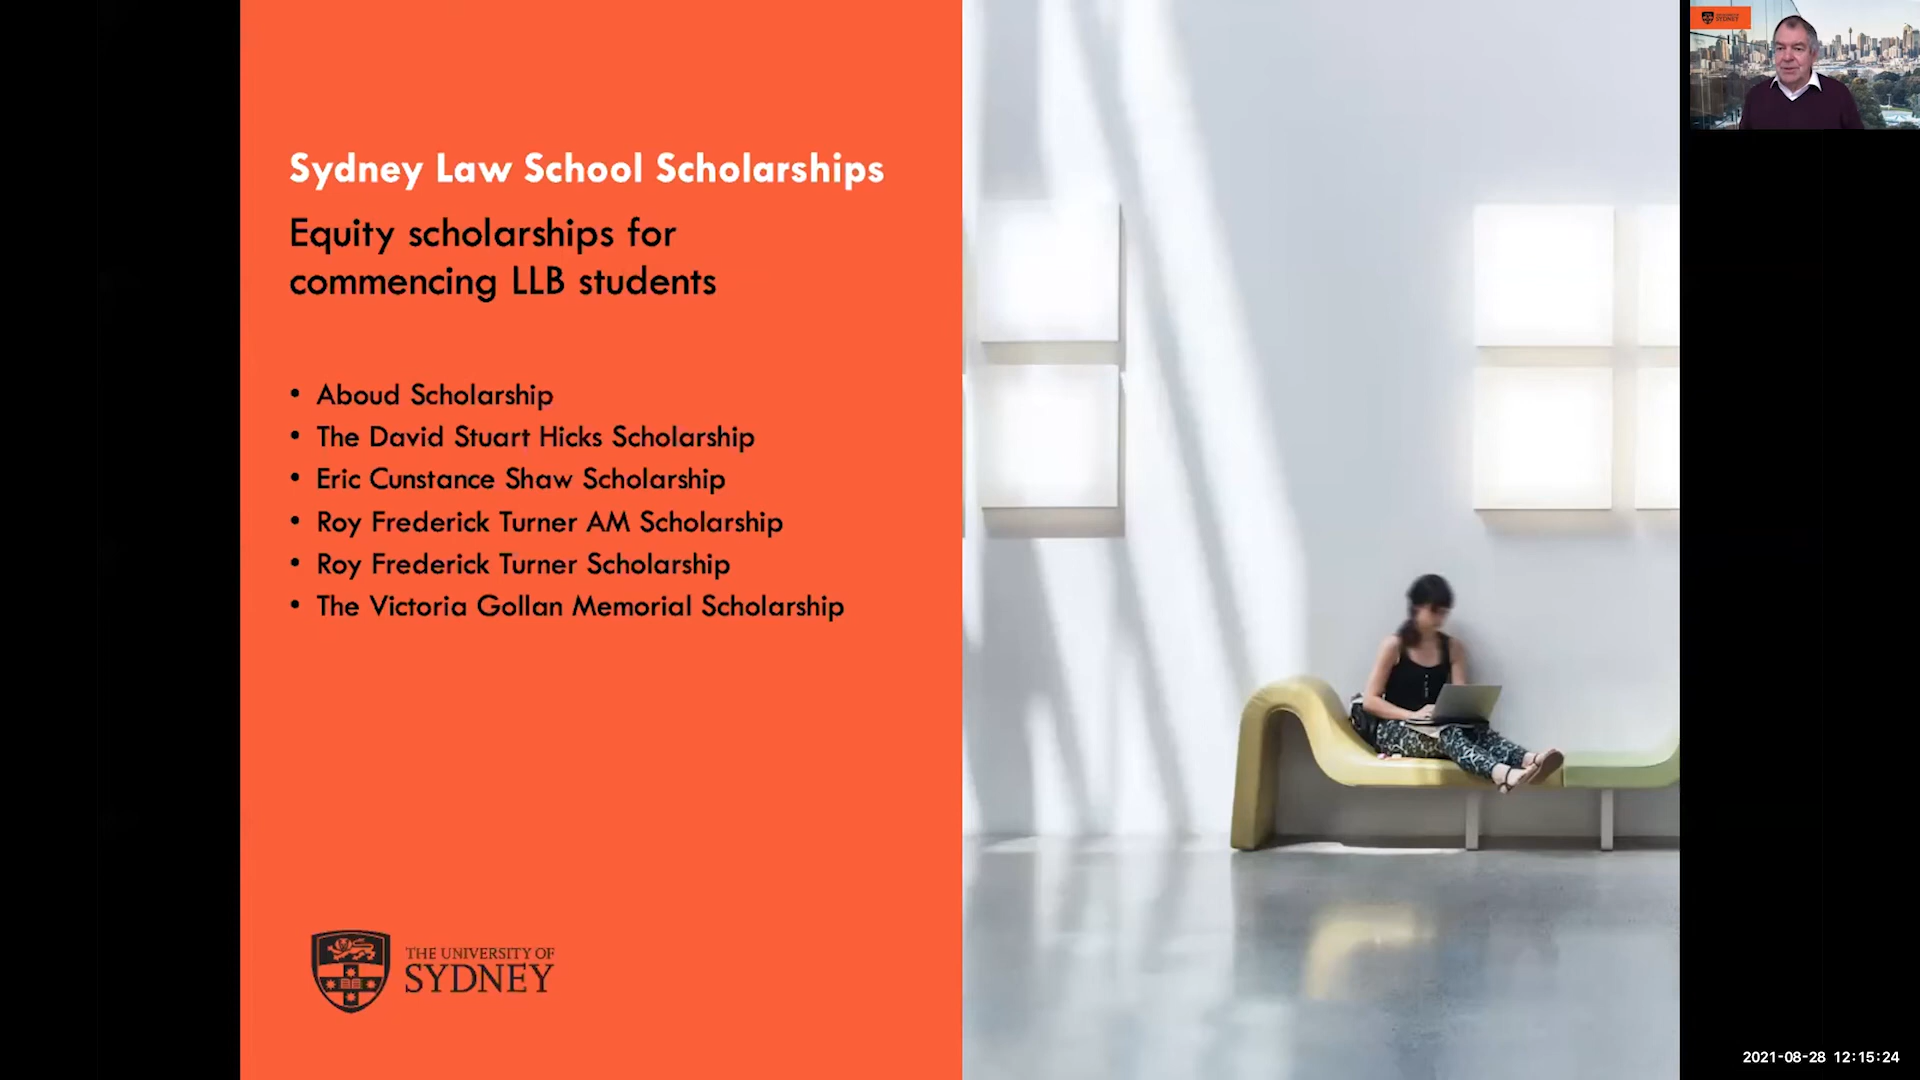 Sydney Law School Scholarships
Equity scholarships for
commencing LLB students
• Aboud Scholarship
• The David Stuart Hicks Scholarship
• Eric Cunstance Shaw Scholarship
• Roy Frederick Turner AM Scholarship
• Roy Frederick Turner Scholarship
• The Victoria Gollan Memorial Scholarship
THE UNIVERSITY OF
SYDNEY
SYDNEY
2021-08-28 12:15:24